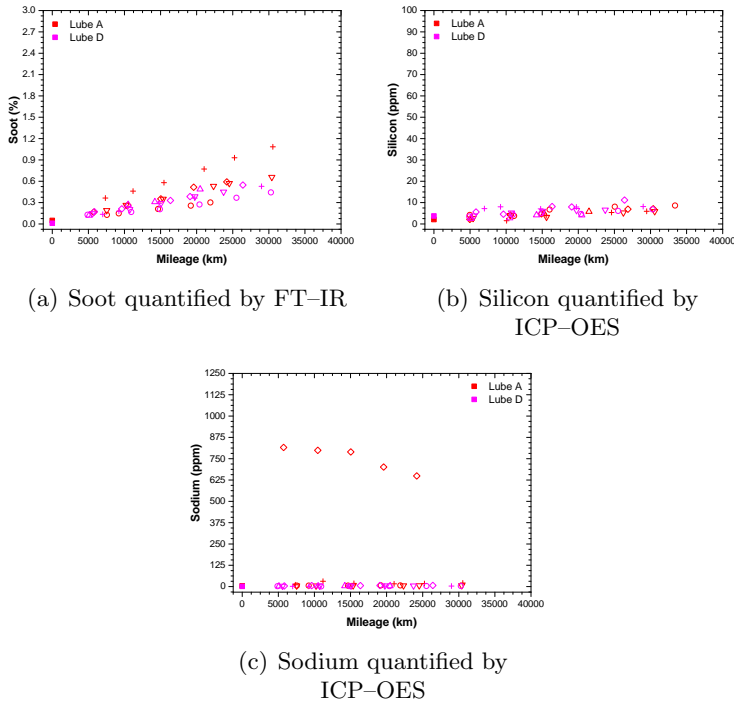 3.0
2.7
2.4
2.1
1.8
1.5
1.2
0.9
0.6
0.3
0.0
Soot (%)
Lube A
Lube D
0 5000 10000 15000 20000 25000 30000 35000 40000
Mileage (km)
(a) Soot quantified by FT–IR
100
90
80
70
60
50
40
30
20
10
0
Silicon (ppm)
Lube A
Lube D
0 5000 10000 15000 20000 25000 30000 35000 40000
Mileage (km)
(b) Silicon quantified by
ICP–OES
1250
1125
1000
875
750
625
500
375
250
125
0
Sodium (ppm)
Lube A
Lube D
0 5000 10000 15000 20000 25000 30000 35000 40000
Mileage (km)
(c) Sodium quantified by
ICP–OES